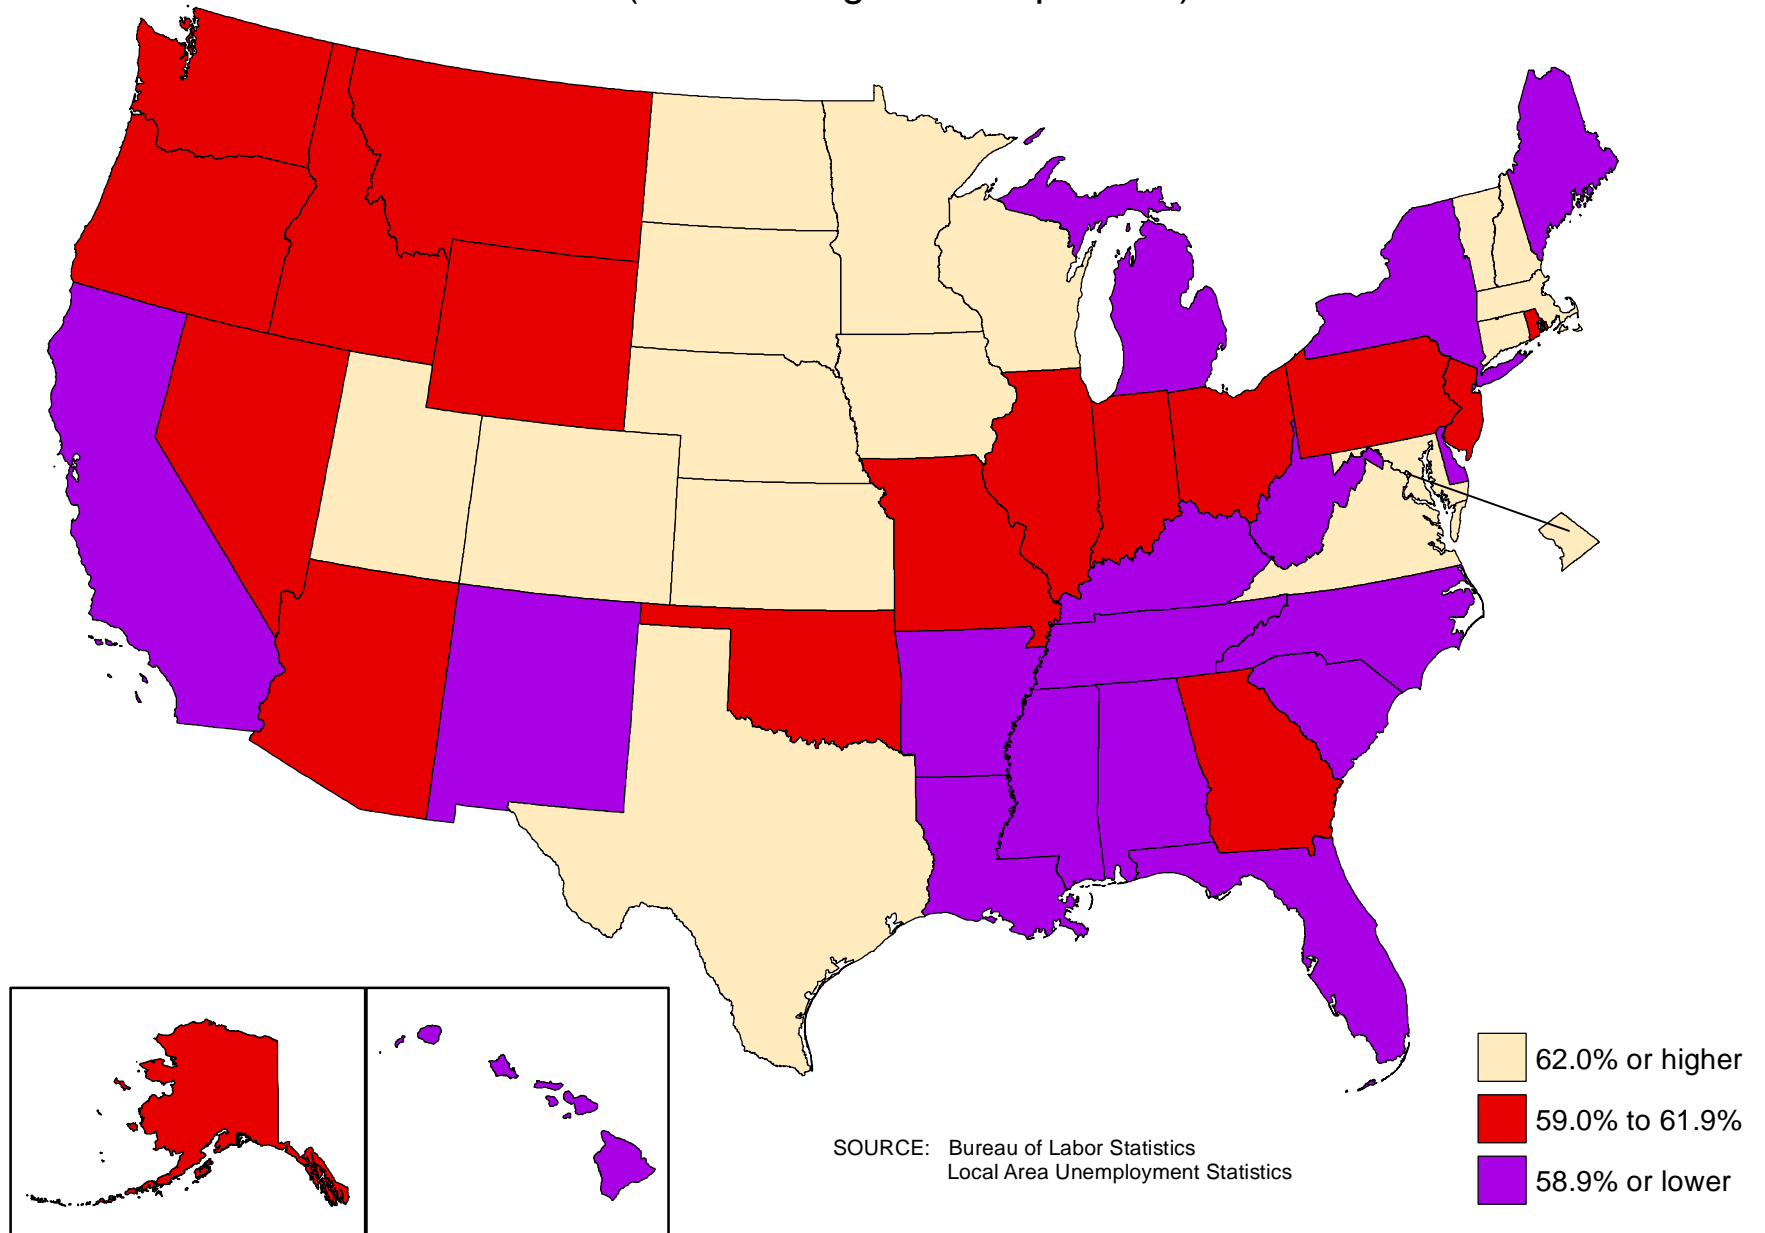 62.0% or higher
59.0% to 61.9%
58.9% or lower
SOURCE: Bureau of Labor Statistics
Local Area Unemployment Statistics